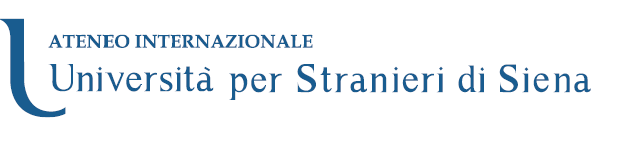 ATENEO INTERNAZIONALE
Università per Stranieri di Siena